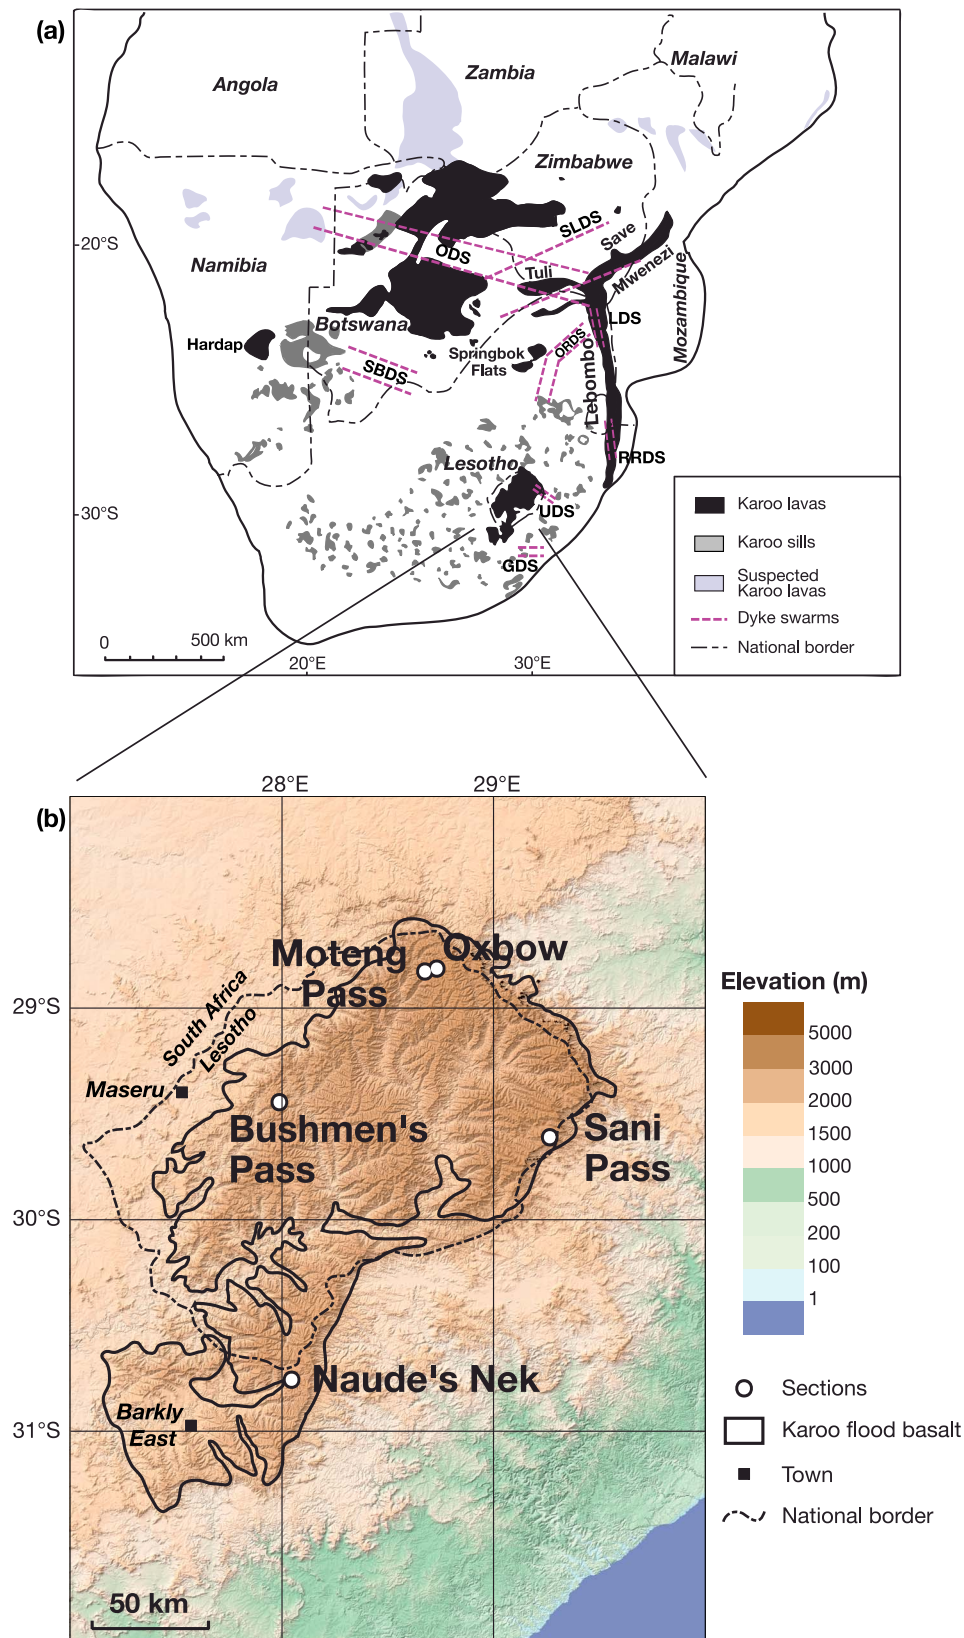 (a)
Angola
Zambia
Malawi
Zimbabwe
20°S
Namibia
ODS
SLDS
Save
Tuli
Mwenezi
Mozambique
Botswana
LDS
Hardap
Springbok
Flats
ORDS
SBDS
Lebombo
Lesotho
RRDS
UDS
30°S
GDS
0
500 km
20°E
30°E
Karoo lavas
Karoo sills
Suspected
Karoo lavas
Dyke swarms
National border
(b)
28°E
29°E
Moteng
Pass
Oxbow
29°S
South Africa
Lesotho
Maseru
Bushmen's
Pass
Sani
Pass
30°S
Naude's Nek
Barkly
East
31°S
50 km
Elevation (m)
5000
3000
2000
1500
1000
500
200
100
1
Sections
Karoo flood basalt
Town
National border